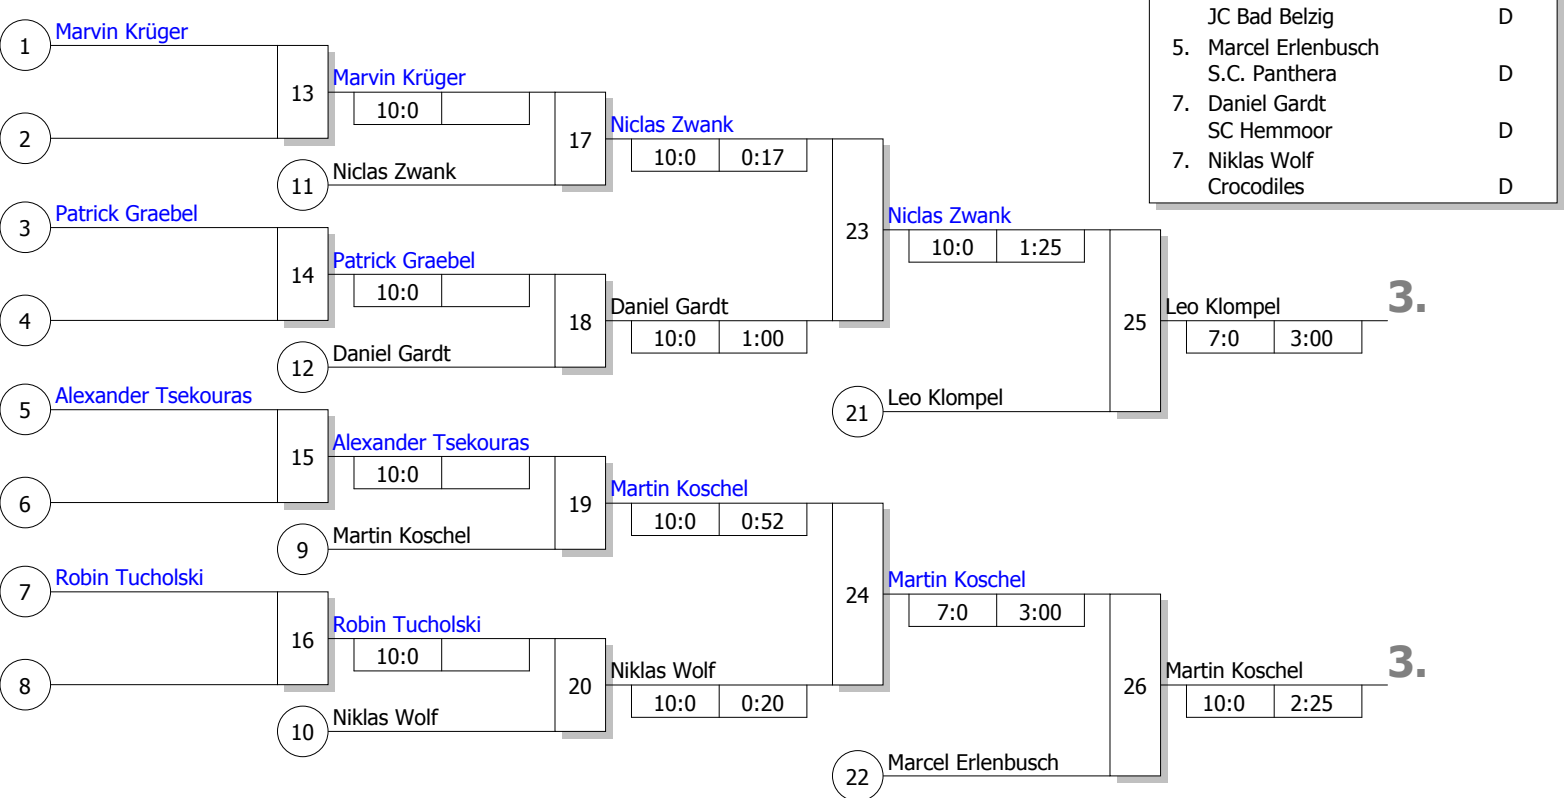 JC Bad Belzig D
5. Marcel Erlenbusch
S.C. Panthera D
7. Daniel Gardt
SC Hemmoor D
7. Niklas Wolf
Crocodiles D
1 Marvin Krüger
13 Marvin Krüger
10:0
2
17 Niclas Zwank
10:0 0:17
11 Niclas Zwank
3 Patrick Graebel
23 Niclas Zwank
10:0 1:25
14 Patrick Graebel
10:0
4
18 Daniel Gardt
10:0 1:00
12 Daniel Gardt
25 Leo Klompel
7:0 3:00
3.
21 Leo Klompel
5 Alexander Tsekouras
15 Alexander Tsekouras
10:0
6
19 Martin Koschel
10:0 0:52
9 Martin Koschel
7 Robin Tucholski
24 Martin Koschel
7:0 3:00
16 Robin Tucholski
10:0
8
20 Niklas Wolf
10:0 0:20
10 Niklas Wolf
26 Martin Koschel
10:0 2:25
3.
22 Marcel Erlenbusch